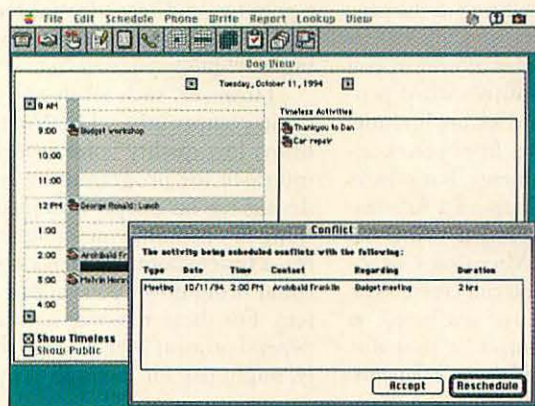 File Edit Schedule Phone Write Report Lookup View
Day View
Tuesday, October 11, 1994
8 AM
Timeless Activities
Thankyou to Dan
9:00 Budget workshop
Car repair
10:00
11:00
12 PM George Ronald: Lunch
1:00
2:00 Archibald Fr
3:00 Melvin
4:00
Show Timeless
Show Public
Conflict
The activity being scheduled conflicts with the following:
Type Date Time Contact Regarding Duration
Meeting 10/11/94 2:00 PM Archibald Franklin Budget meeting 2 hrs
Accept Reschedule